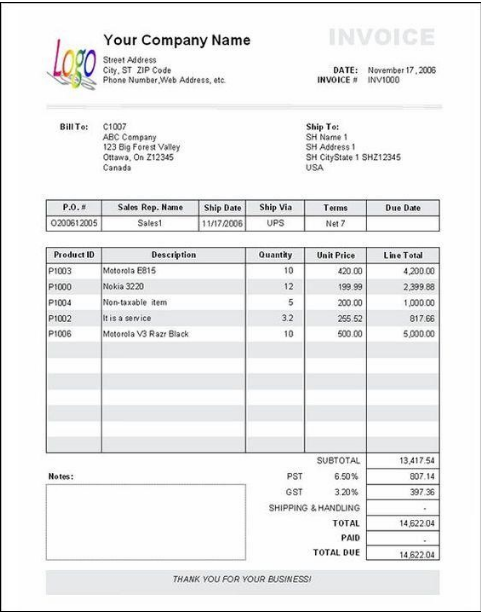 Logo
Your Company Name
INVOICE
Street Address
City, ST ZIP Code
Phone Number,Web Address, etc.
DATE: November 17, 2006
INVOICE # INV1000
Bill To: C1007
ABC Company
123 Big Forest Valley
Ottawa, On Z12345
Canada
Ship To:
SH Name 1
SH Address 1
SH CityState 1 SHZ12345
USA
P.O. # Sales Rep. Name Ship Date Ship Via Terms Due Date
O200612005 Sales1 11/17/2006 UPS Net 7
Product ID Description Quantity Unit Price Line Total
P1003 Motorola E815 10 420.00 4,200.00
P1000 Nokia 3220 12 199.99 2,399.88
P1004 Non-taxable item 5 200.00 1,000.00
P1002 It is a service 3.2 255.52 817.66
P1006 Motorola V3 Razr Black 10 500.00 5,000.00
SUBTOTAL 13,417.54
Notes:
PST 6.50% 807.14
GST 3.20% 397.36
SHIPPING & HANDLING -
TOTAL 14,622.04
PAID -
TOTAL DUE 14,622.04
THANK YOU FOR YOUR BUSINESS!